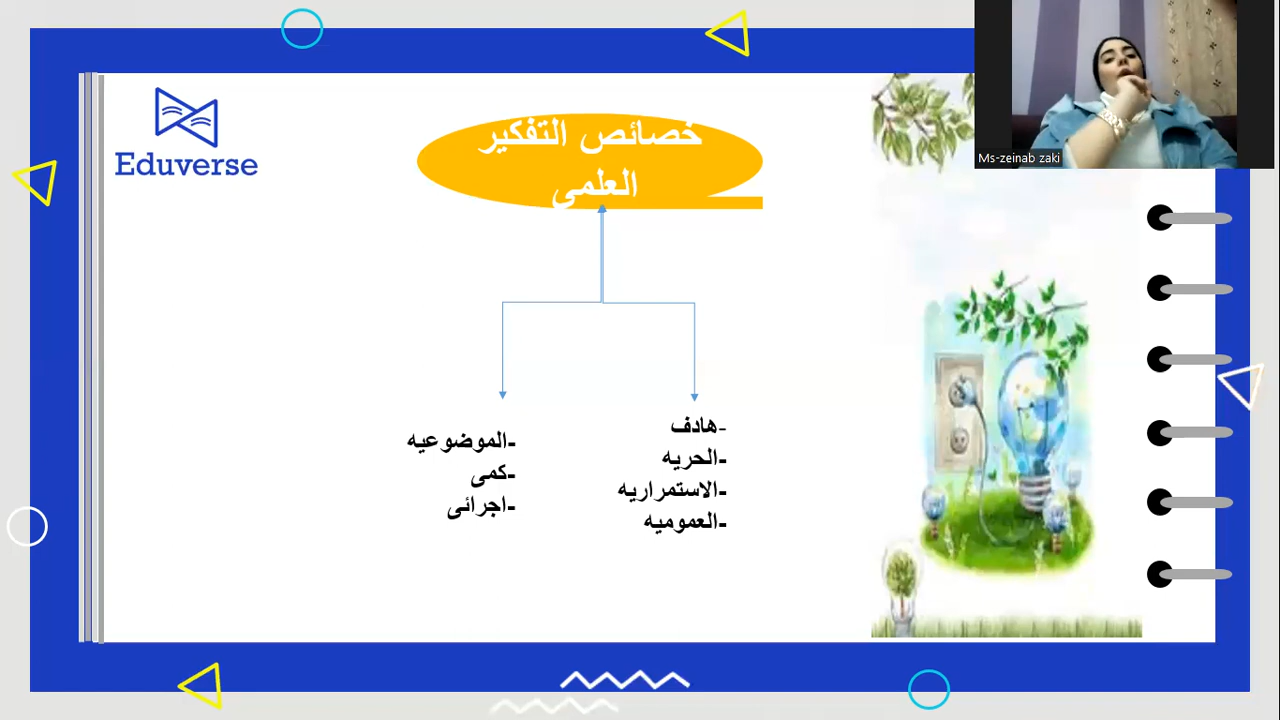 Eduverse
خصائص التفكير
العلمى
Ms-zeinab zaki
-هادف
-الحريه
-الاستمراريه
-العموميه
-الموضوعيه
-كمى
-اجرائى